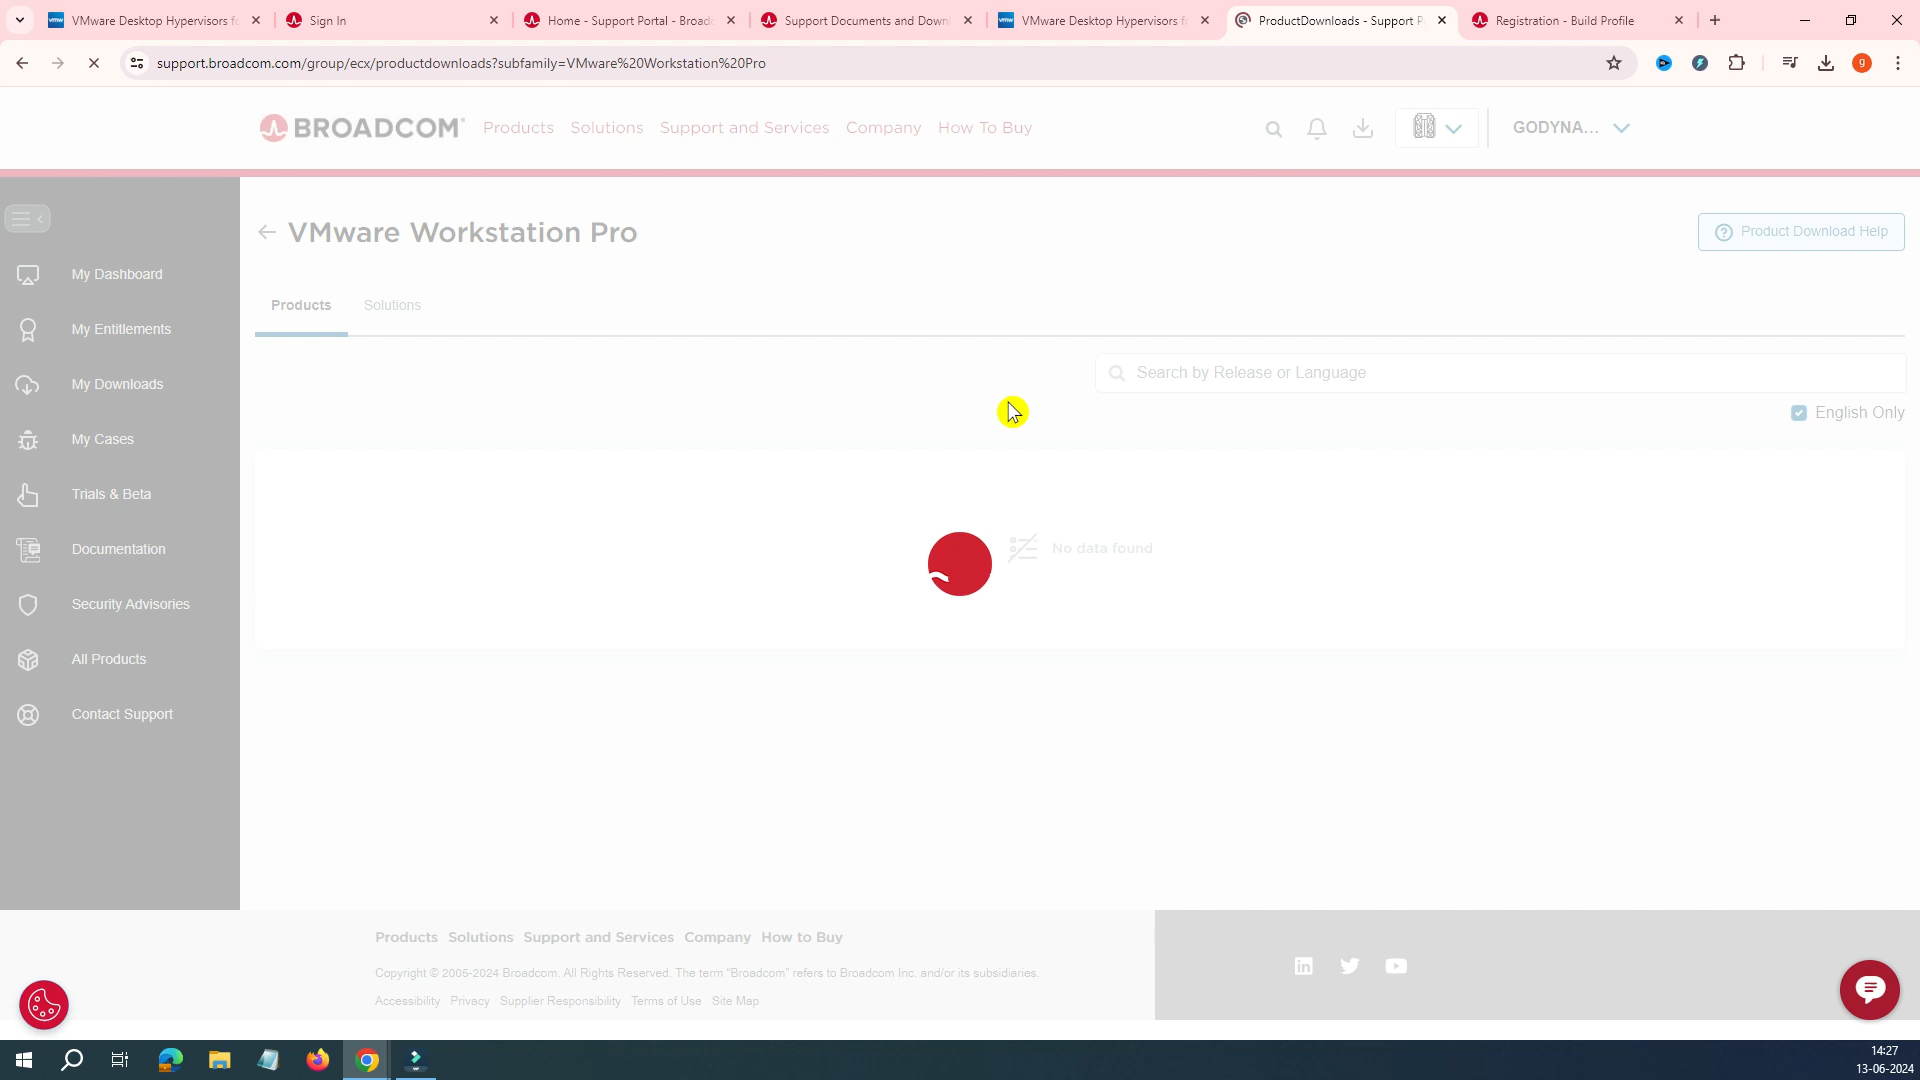 VMware Desktop Hypervisors fo
Sign In
Home - Support Portal - Broadc
Support Documents and Downl
VMware Desktop Hypervisors fo
ProductDownloads - Support P
Registration - Build Profile
support.broadcom.com/group/ecx/productdownloads?subfamily=VMware%20Workstation%20Pro
g
BROADCOM
Products
Solutions
Support and Services
Company
How To Buy
GODYNA...
VMware Workstation Pro
Product Download Help
My Dashboard
My Entitlements
My Downloads
My Cases
Trials & Beta
Documentation
Security Advisories
All Products
Contact Support
Products
Solutions
Search by Release or Language
English Only
No data found
Products Solutions Support and Services Company How to Buy
Copyright © 2005-2024 Broadcom. All Rights Reserved. The term "Broadcom" refers to Broadcom Inc. and/or its subsidiaries.
Accessibility Privacy Supplier Responsibility Terms of Use Site Map
14:27
13-06-2024